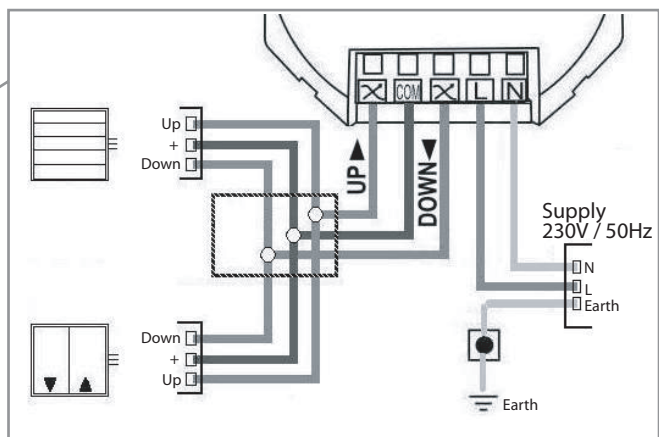 COM L N
UP
DOWN
Up
+
Down
Supply
230V / 50Hz
N
L
Earth
Down
+
Up
Earth